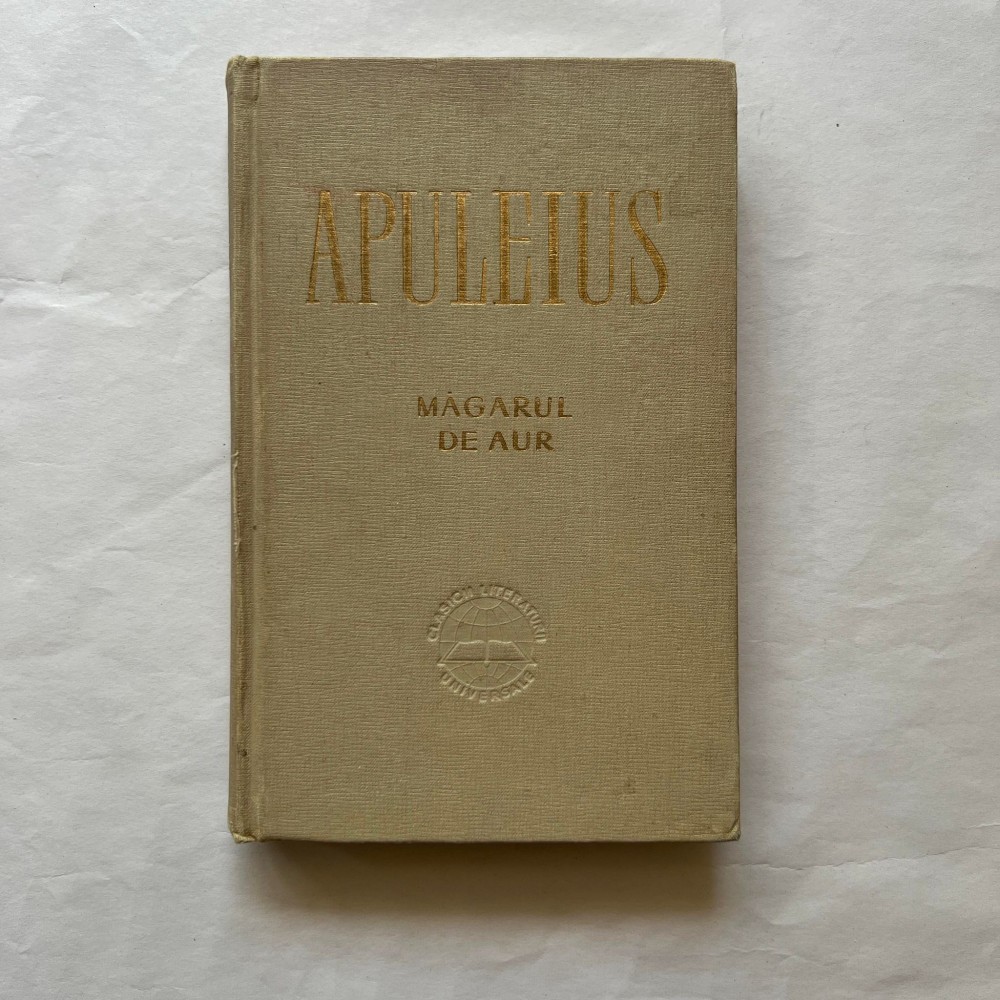 APULEIUS
MĂGARUL
DE AUR
CLASICII LITERATURII
UNIVERSALE